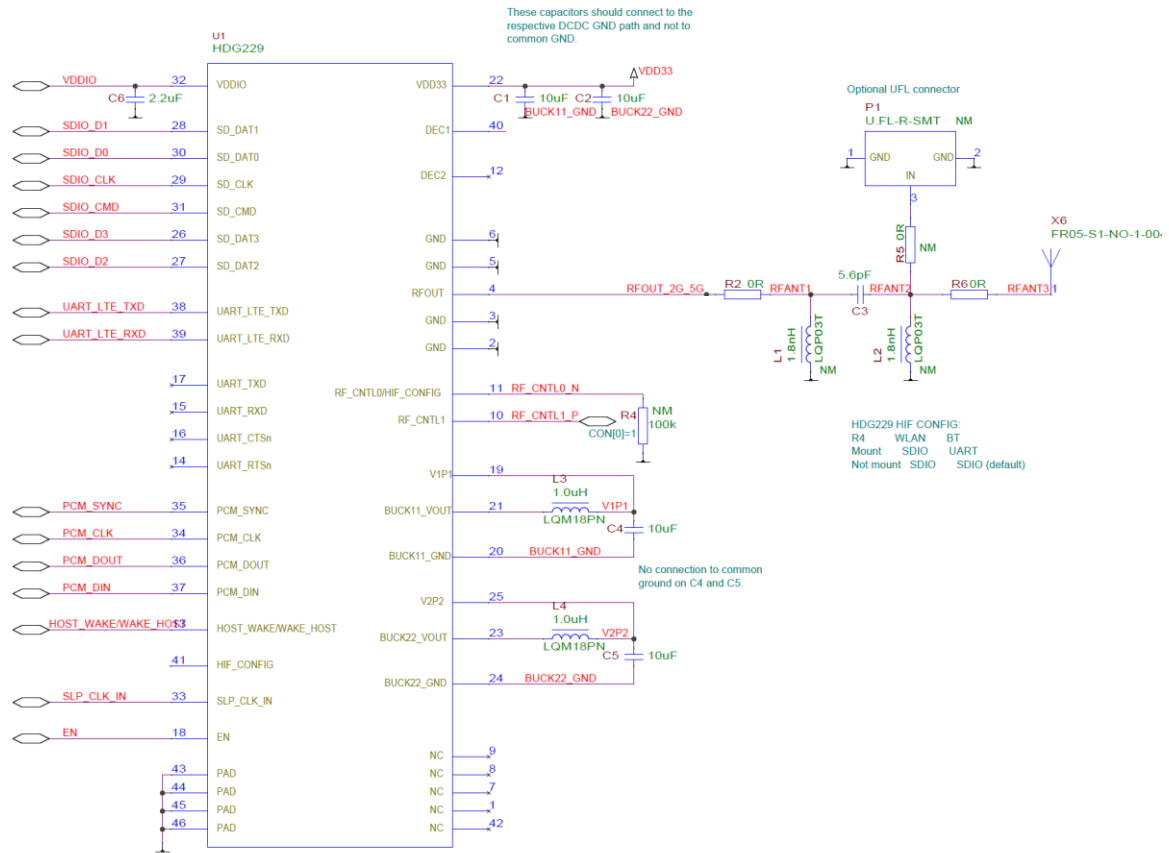 These capacitors should connect to the
respective DCDC GND path and not to
common GND.
U1
HDG229
VDDIO
32
VDDIO
C6
2.2uF
SDIO_D1
28
SD_DAT1
SDIO_D0
30
SD_DAT0
SDIO_CLK
29
SD_CLK
SDIO_CMD
31
SD_CMD
SDIO_D3
26
SD_DAT3
SDIO_D2
27
SD_DAT2
UART_LTE_TXD
38
UART_LTE_TXD
UART_LTE_RXD
39
UART_LTE_RXD
17
UART_TXD
15
UART_RXD
16
UART_CTSn
14
UART_RTSn
PCM_SYNC
35
PCM_SYNC
PCM_CLK
34
PCM_CLK
PCM_DOUT
36
PCM_DOUT
PCM_DIN
37
PCM_DIN
HOST_WAKE/WAKE_HOST
13
HOST_WAKE/WAKE_HOST
41
HIF_CONFIG
SLP_CLK_IN
33
SLP_CLK_IN
EN
18
EN
43
PAD
44
PAD
45
PAD
46
PAD
VDD33
22
VDD33
C1
10uF
BUCK11_GND
C2
10uF
BUCK22_GND
DEC1
40
DEC2
12
GND
6
GND
5
RFOUT
4
RFOUT_2G_5G
GND
3
GND
2
R2
0R
RFANT1
5.6pF
C3
RFANT2
R6
0R
RFANT3
1
L1
1.8nH
LQP03T
NM
L2
1.8nH
LQP03T
NM
R5
0R
NM
Optional UFL connector
P1
U.FL-R-SMT
NM
1
GND
GND
2
IN
3
X6
FR05-S1-NO-1-004
RF_CNTL0/HIF_CONFIG
11
RF_CNTL0_N
RF_CNTL1
10
RF_CNTL1_P
CON[0]=1
R4
NM
100k
HDG229 HIF CONFIG:
R4 WLAN BT
Mount SDIO UART
Not mount SDIO SDIO (default)
V1P1
19
L3
1.0uH
BUCK11_VOUT
21
V1P1
LQM18PN
C4
10uF
BUCK11_GND
20
BUCK11_GND
No connection to common
ground on C4 and C5.
V2P2
25
L4
1.0uH
BUCK22_VOUT
23
V2P2
LQM18PN
C5
10uF
BUCK22_GND
24
BUCK22_GND
NC
9
NC
8
NC
7
NC
1
NC
42